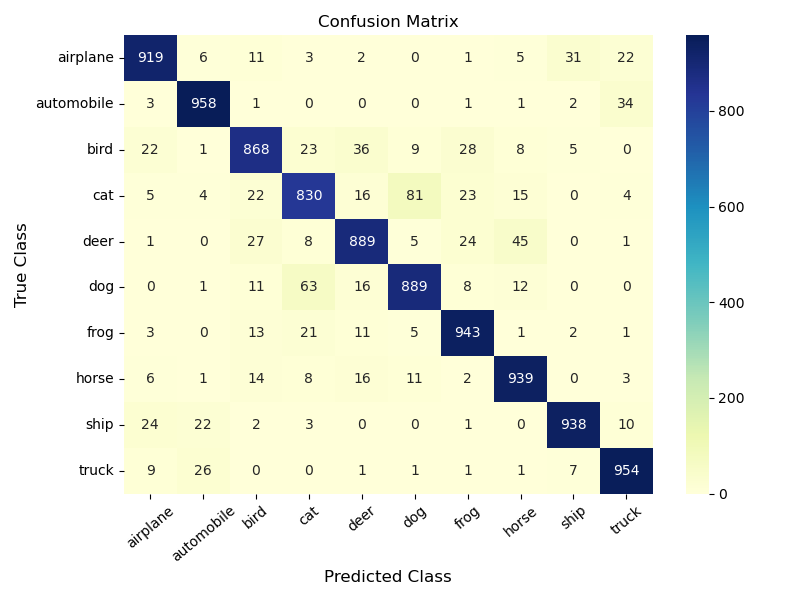 Confusion Matrix
airplane 919 6 11 3 2 0 1 5 31 22
automobile 3 958 1 0 0 0 1 1 2 34
bird 22 1 868 23 36 9 28 8 5 0
cat 5 4 22 830 16 81 23 15 0 4
deer 1 0 27 8 889 5 24 45 0 1
dog 0 1 11 63 16 889 8 12 0 0
frog 3 0 13 21 11 5 943 1 2 1
horse 6 1 14 8 16 11 2 939 0 3
ship 24 22 2 3 0 0 1 0 938 10
truck 9 26 0 0 1 1 1 1 7 954
airplane automobile bird cat deer dog frog horse ship truck
Predicted Class
True Class
800
600
400
200
0